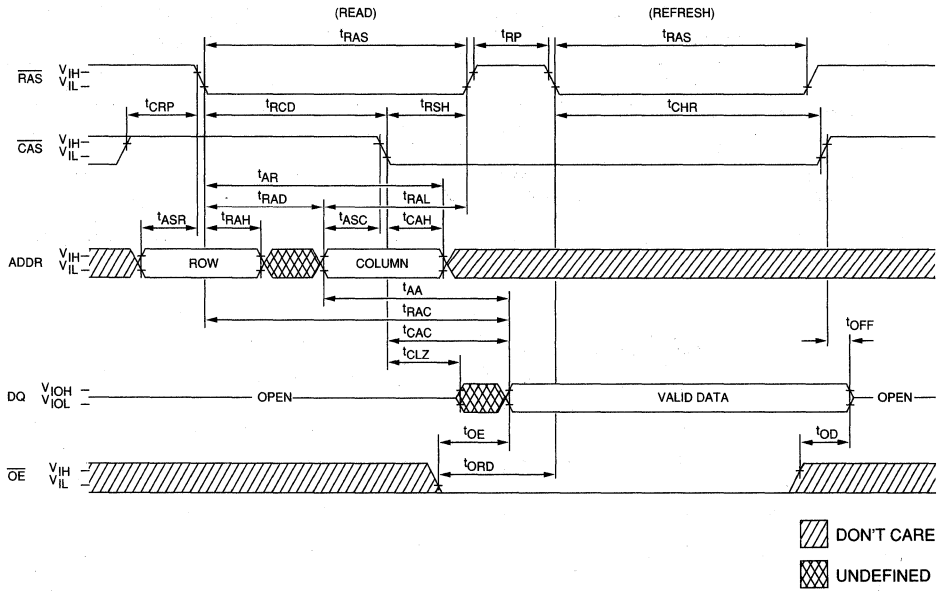 (READ) (REFRESH)
tRAS tRP tRAS
RAS VIH VIL
tCRP tRCD tRSH tCHR
CAS VIH VIL
tAR
tRAD tRAL
tASR tRAH tASC tCAH
ADDR VIH VIL ROW COLUMN
tAA
tRAC
tCAC tOFF
tCLZ
DQ VIOH VIOL OPEN VALID DATA OPEN
tOE tOD
tORD
OE VIH VIL
DON'T CARE
UNDEFINED